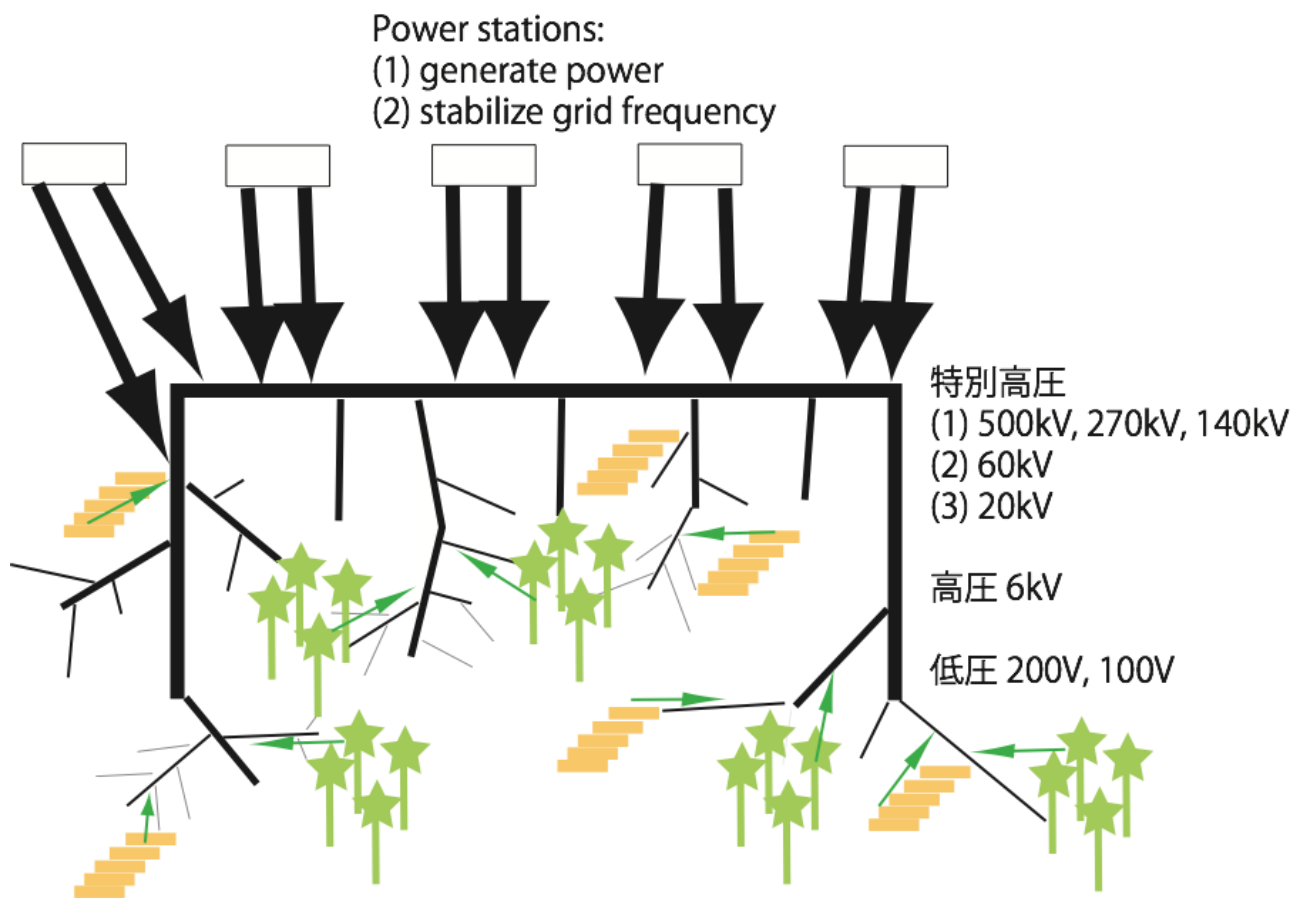 Power stations:
(1) generate power
(2) stabilize grid frequency
特別高圧
(1) 500kV, 270kV, 140kV
(2) 60kV
(3) 20kV
高圧 6kV
低圧 200V, 100V